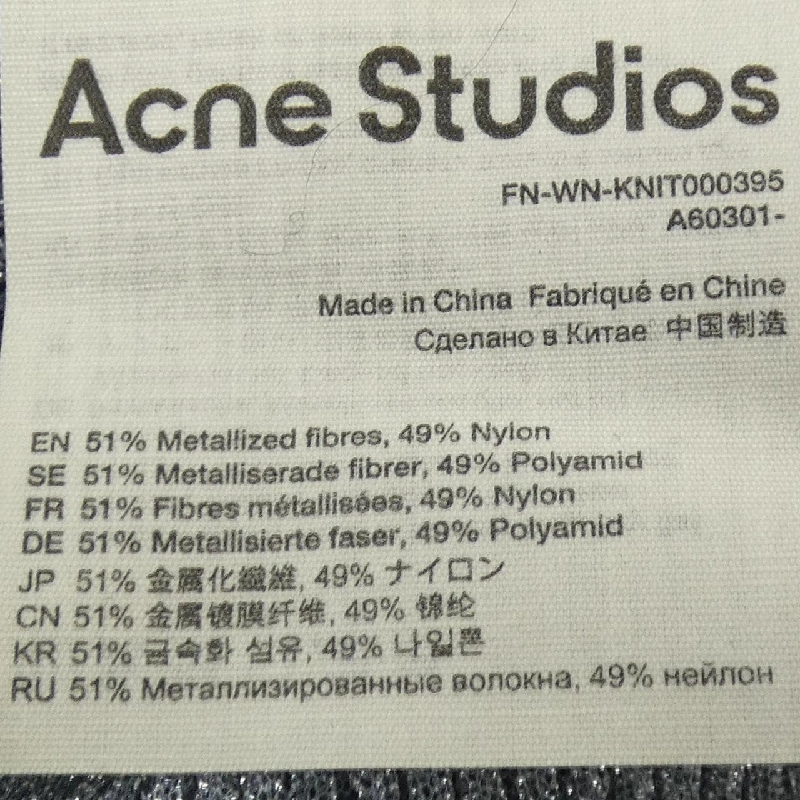 Acne Studios
FN-WN-KNIT000395
A60301-
Made in China Fabriqué en Chine
Сделано в Китае 中国制造
EN 51% Metallized fibres, 49% Nylon
SE 51% Metalliserade fibrer, 49% Polyamid
FR 51% Fibres métallisées, 49% Nylon
DE 51% Metallisierte faser, 49% Polyamid
JP 51% 金属化繊維, 49% ナイロン
CN 51% 金属镀膜纤维, 49% 锦纶
KR 51% 금속화 섬유, 49% 나일론
RU 51% Металлизированные волокна, 49% нейлон